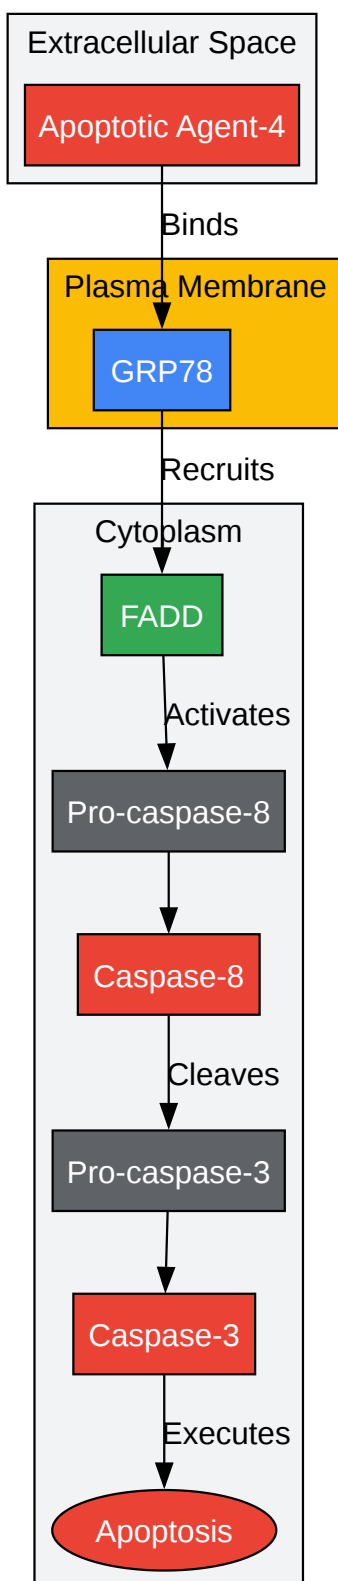 Extracellular Space
Apoptotic Agent-4
Binds
Plasma Membrane
GRP78
Recruits
Cytoplasm
FADD
Activates
Pro-caspase-8
Caspase-8
Cleaves
Pro-caspase-3
Caspase-3
Executes
Apoptosis